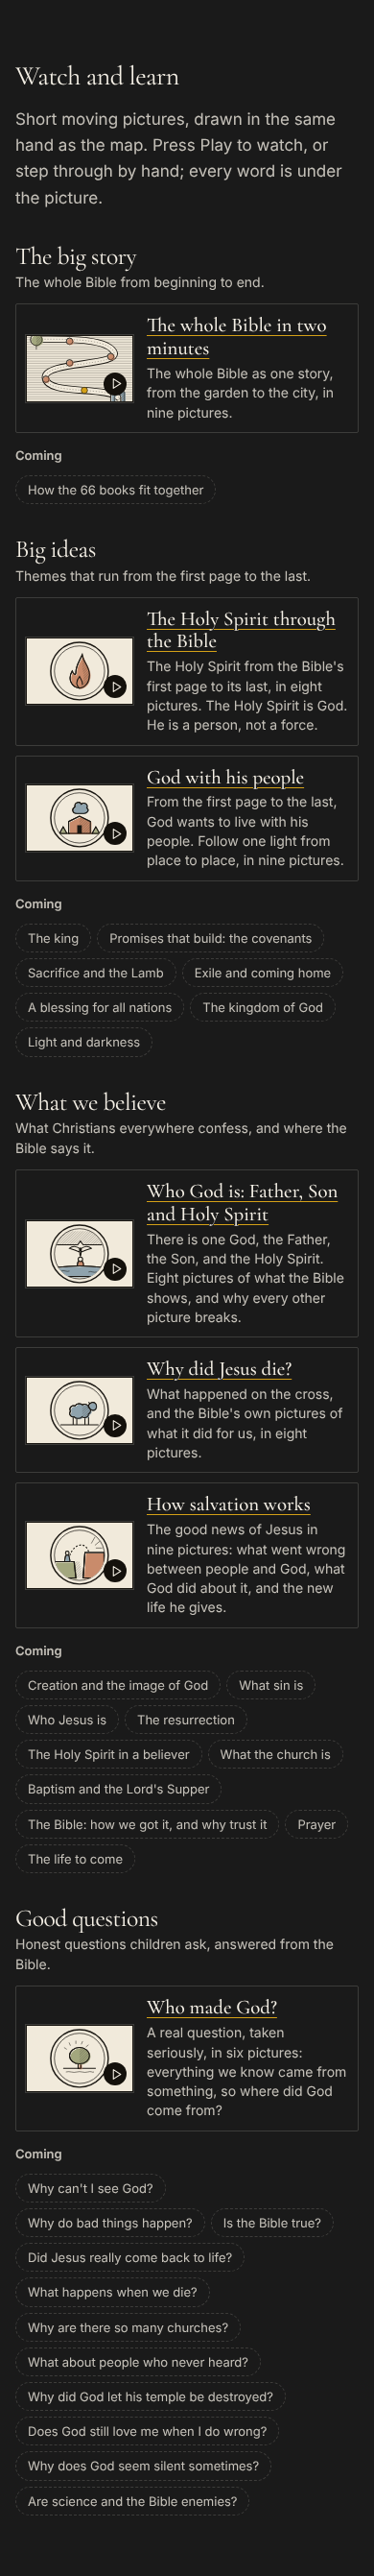 Watch and learn
Short moving pictures, drawn in the same
hand as the map. Press Play to watch, or
step through by hand; every word is under
the picture.
The big story
The whole Bible from beginning to end.
The whole Bible in two
minutes
The whole Bible as one story,
from the garden to the city, in
nine pictures.
Coming
How the 66 books fit together
Big ideas
Themes that run from the first page to the last.
The Holy Spirit through
the Bible
The Holy Spirit from the Bible's
first page to its last, in eight
pictures. The Holy Spirit is God.
He is a person, not a force.
God with his people
From the first page to the last,
God wants to live with his
people. Follow one light from
place to place, in nine pictures.
Coming
The king
Promises that build: the covenants
Sacrifice and the Lamb
Exile and coming home
A blessing for all nations
The kingdom of God
Light and darkness
What we believe
What Christians everywhere confess, and where the
Bible says it.
Who God is: Father, Son
and Holy Spirit
There is one God, the Father,
the Son, and the Holy Spirit.
Eight pictures of what the Bible
shows, and why every other
picture breaks.
Why did Jesus die?
What happened on the cross,
and the Bible's own pictures of
what it did for us, in eight
pictures.
How salvation works
The good news of Jesus in
nine pictures: what went wrong
between people and God, what
God did about it, and the new
life he gives.
Coming
Creation and the image of God
What sin is
Who Jesus is
The resurrection
The Holy Spirit in a believer
What the church is
Baptism and the Lord's Supper
The Bible: how we got it, and why trust it
Prayer
The life to come
Good questions
Honest questions children ask, answered from the
Bible.
Who made God?
A real question, taken
seriously, in six pictures:
everything we know came from
something, so where did God
come from?
Coming
Why can't I see God?
Why do bad things happen?
Is the Bible true?
Did Jesus really come back to life?
What happens when we die?
Why are there so many churches?
What about people who never heard?
Why did God let his temple be destroyed?
Does God still love me when I do wrong?
Why does God seem silent sometimes?
Are science and the Bible enemies?